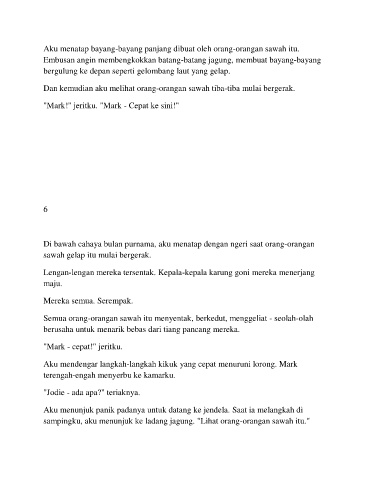 Aku menatap bayang-bayang panjang dibuat oleh orang-orangan sawah itu.
Embusan angin membengkokkan batang-batang jagung, membuat bayang-bayang
bergulung ke depan seperti gelombang laut yang gelap.
Dan kemudian aku melihat orang-orangan sawah tiba-tiba mulai bergerak.
"Mark!" jeritku. "Mark - Cepat ke sini!"
6
Di bawah cahaya bulan purnama, aku menatap dengan ngeri saat orang-orangan
sawah gelap itu mulai bergerak.
Lengan-lengan mereka tersentak. Kepala-kepala karung goni mereka menerjang
maju.
Mereka semua. Serempak.
Semua orang-orangan sawah itu menyentak, berkedut, menggeliat - seolah-olah
berusaha untuk menarik bebas dari tiang pancang mereka.
"Mark - cepat!" jeritku.
Aku mendengar langkah-langkah kikuk yang cepat menuruni lorong. Mark
terengah-engah menyerbu ke kamarku.
"Jodie - ada apa?" teriaknya.
Aku menunjuk panik padanya untuk datang ke jendela. Saat ia melangkah di
sampingku, aku menunjuk ke ladang jagung. "Lihat orang-orangan sawah itu."